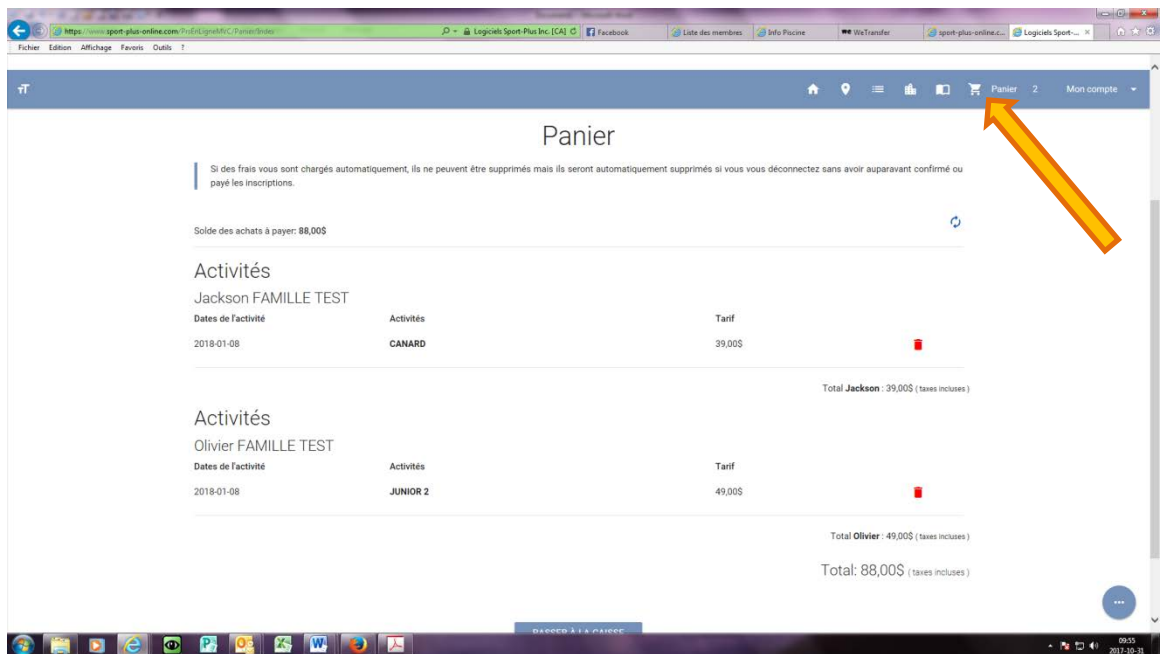 https://www.sport-plus-online.com/PnEnLigneMVC/Panier/Index
Logiciels Sport-Plus Inc. [CA]
Facebook
Liste des membres
Info Piscine
WeTransfer
sport-plus-online.c...
Logiciels Sport-...
Fichier Edition Affichage Favoris Outils ?
Panier 2 Mon compte
Panier
Si des frais vous sont chargés automatiquement, ils ne peuvent être supprimés mais ils seront automatiquement supprimés si vous vous déconnectez sans avoir auparavant confirmé ou
payé les inscriptions.
Solde des achats à payer: 88,00$
Activités
Jackson FAMILLE TEST
Dates de l'activité Activités Tarif
2018-01-08 CANARD 39,00$
Total Jackson : 39,00$ ( taxes incluses )
Activités
Olivier FAMILLE TEST
Dates de l'activité Activités Tarif
2018-01-08 JUNIOR 2 49,00$
Total Olivier : 49,00$ ( taxes incluses )
Total: 88,00$ ( taxes incluses )
PASSER À LA CAISSE
09:55
2017-10-31